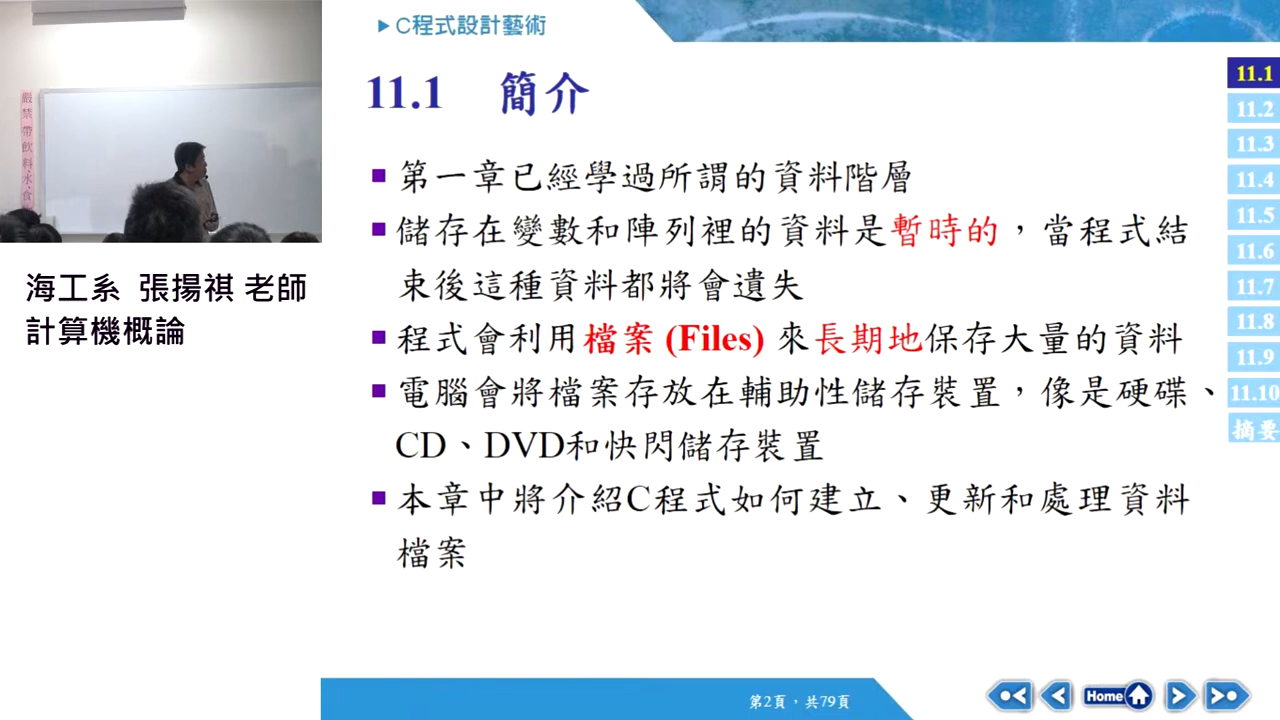 C程式設計藝術
11.1 簡介
第一章已經學過所謂的資料階層
儲存在變數和陣列裡的資料是暫時的，當程式結
束後這種資料都將會遺失
程式會利用檔案 (Files) 來長期地保存大量的資料
電腦會將檔案存放在輔助性儲存裝置，像是硬碟、
CD、DVD和快閃儲存裝置
本章中將介紹C程式如何建立、更新和處理資料
檔案
11.1
11.2
11.3
11.4
11.5
11.6
11.7
11.8
11.9
11.10
摘要
嚴禁帶飲料．水．食
海工系 張揚祺 老師
計算機概論
第2頁，共79頁
Home